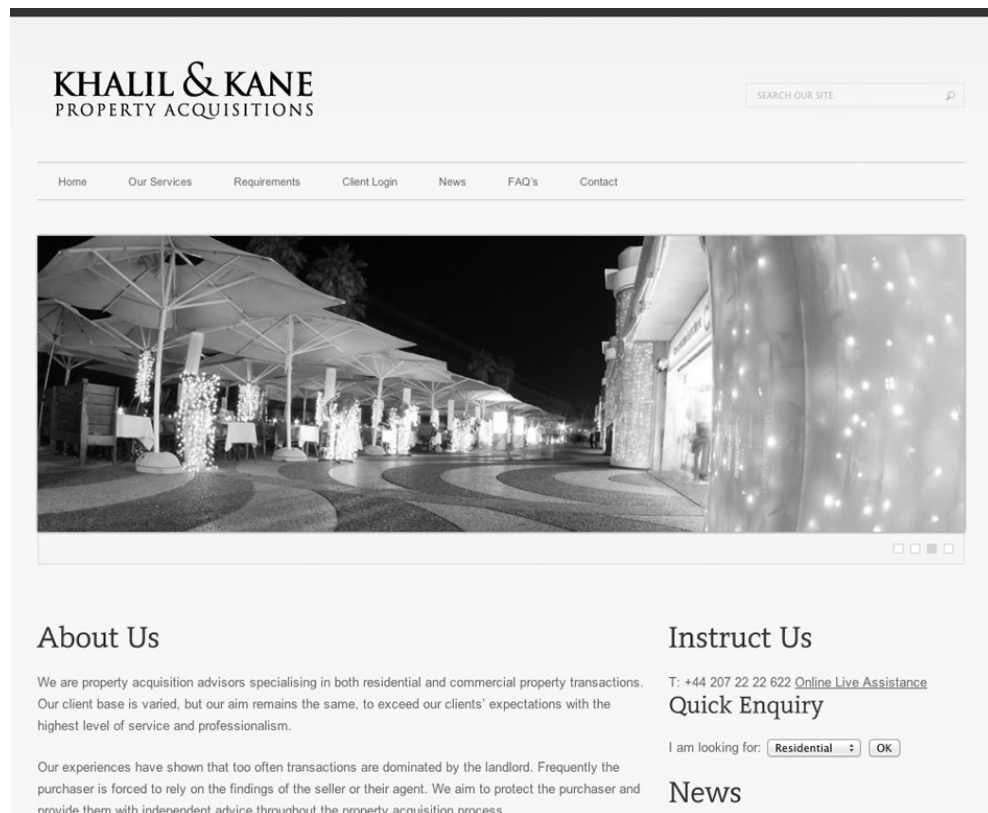 KHALIL & KANE
PROPERTY ACQUISITIONS
SEARCH OUR SITE
Home Our Services Requirements Client Login News FAQ's Contact
About Us
We are property acquisition advisors specialising in both residential and commercial property transactions.
Our client base is varied, but our aim remains the same, to exceed our clients' expectations with the
highest level of service and professionalism.
Our experiences have shown that too often transactions are dominated by the landlord. Frequently the
purchaser is forced to rely on the findings of the seller or their agent. We aim to protect the purchaser and
provide them with independent advice throughout the property acquisition process.
Instruct Us
T: +44 207 22 22 622 Online Live Assistance
Quick Enquiry
I am looking for: Residential OK
News